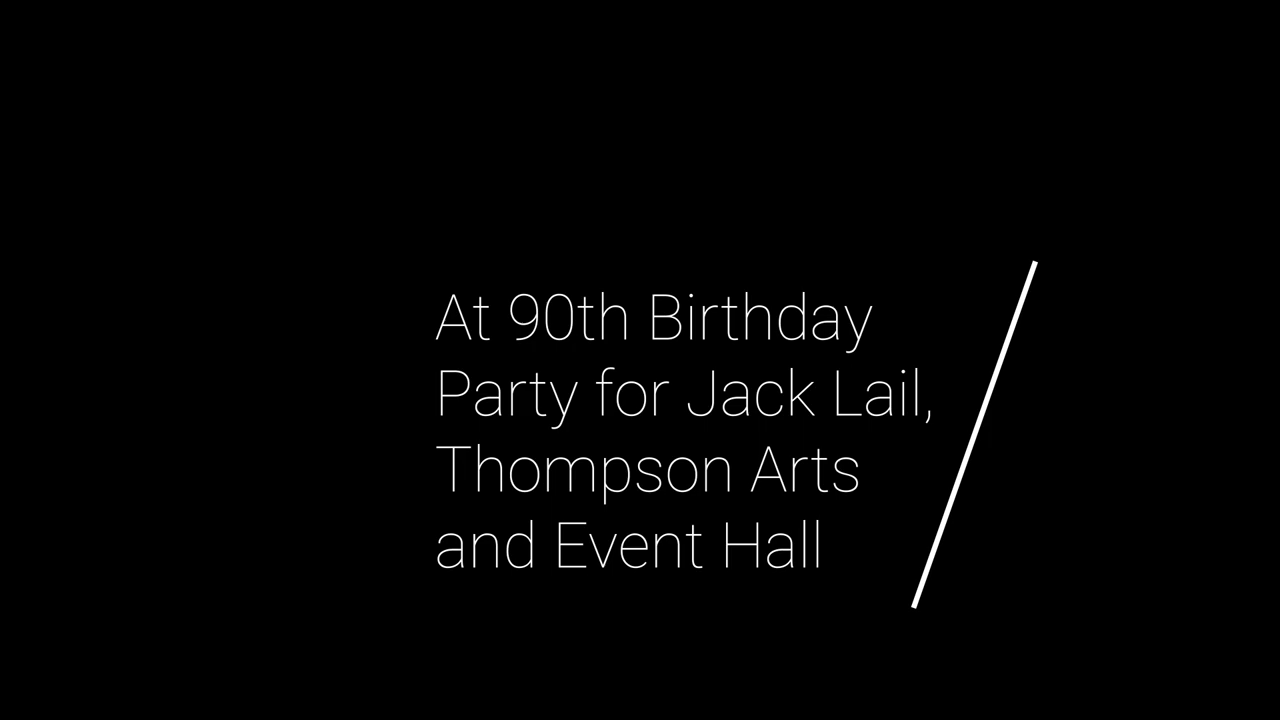 At 90th Birthday
Party for Jack Lail,
Thompson Arts
and Event Hall